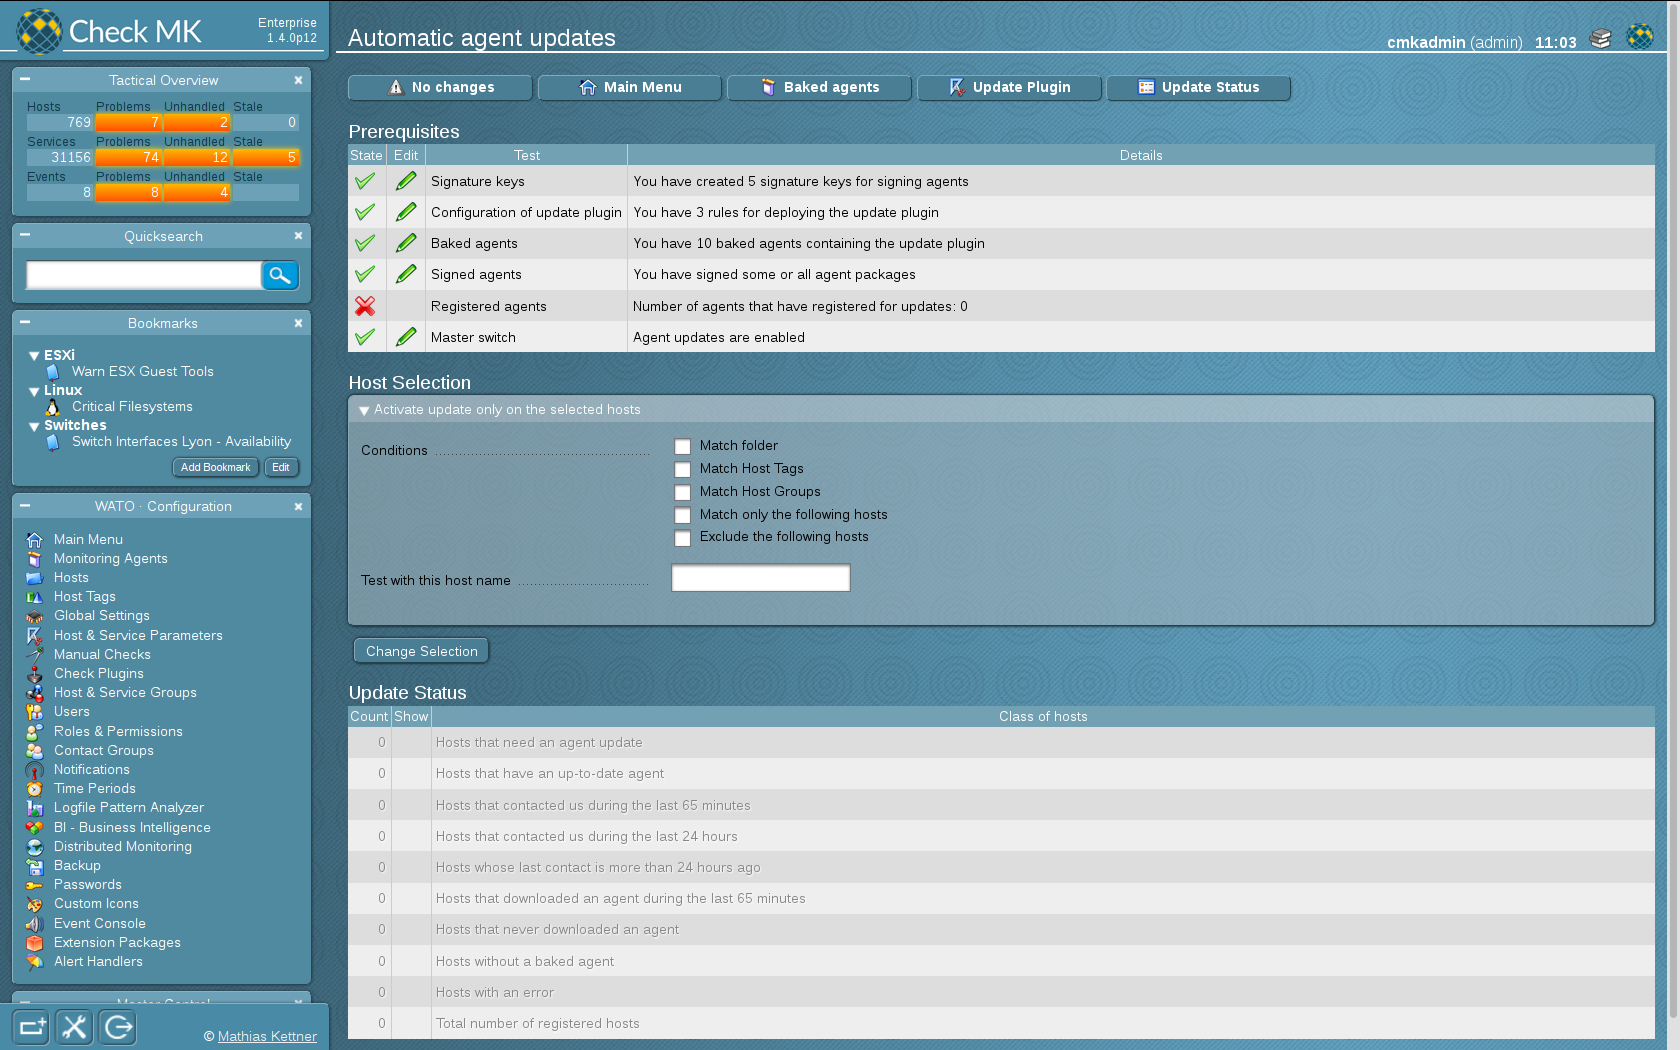 Check MK
Enterprise
1.4.0p12
Tactical Overview
Hosts Problems Unhandled Stale
769 7 2 0
Services Problems Unhandled Stale
31156 74 12 5
Events Problems Unhandled Stale
8 8 4
Quicksearch
Bookmarks
ESXi
Warn ESX Guest Tools
Linux
Critical Filesystems
Switches
Switch Interfaces Lyon - Availability
Add Bookmark Edit
WATO · Configuration
Main Menu
Monitoring Agents
Hosts
Host Tags
Global Settings
Host & Service Parameters
Manual Checks
Check Plugins
Host & Service Groups
Users
Roles & Permissions
Contact Groups
Notifications
Time Periods
Logfile Pattern Analyzer
BI - Business Intelligence
Distributed Monitoring
Backup
Passwords
Custom Icons
Event Console
Extension Packages
Alert Handlers
Master Control
© Mathias Kettner
Automatic agent updates
cmkadmin (admin) 11:03
No changes Main Menu Baked agents Update Plugin Update Status
Prerequisites
State Edit Test Details
Signature keys You have created 5 signature keys for signing agents
Configuration of update plugin You have 3 rules for deploying the update plugin
Baked agents You have 10 baked agents containing the update plugin
Signed agents You have signed some or all agent packages
Registered agents Number of agents that have registered for updates: 0
Master switch Agent updates are enabled
Host Selection
Activate update only on the selected hosts
Conditions Match folder
Match Host Tags
Match Host Groups
Match only the following hosts
Exclude the following hosts
Test with this host name
Change Selection
Update Status
Count Show Class of hosts
0 Hosts that need an agent update
0 Hosts that have an up-to-date agent
0 Hosts that contacted us during the last 65 minutes
0 Hosts that contacted us during the last 24 hours
0 Hosts whose last contact is more than 24 hours ago
0 Hosts that downloaded an agent during the last 65 minutes
0 Hosts that never downloaded an agent
0 Hosts without a baked agent
0 Hosts with an error
0 Total number of registered hosts